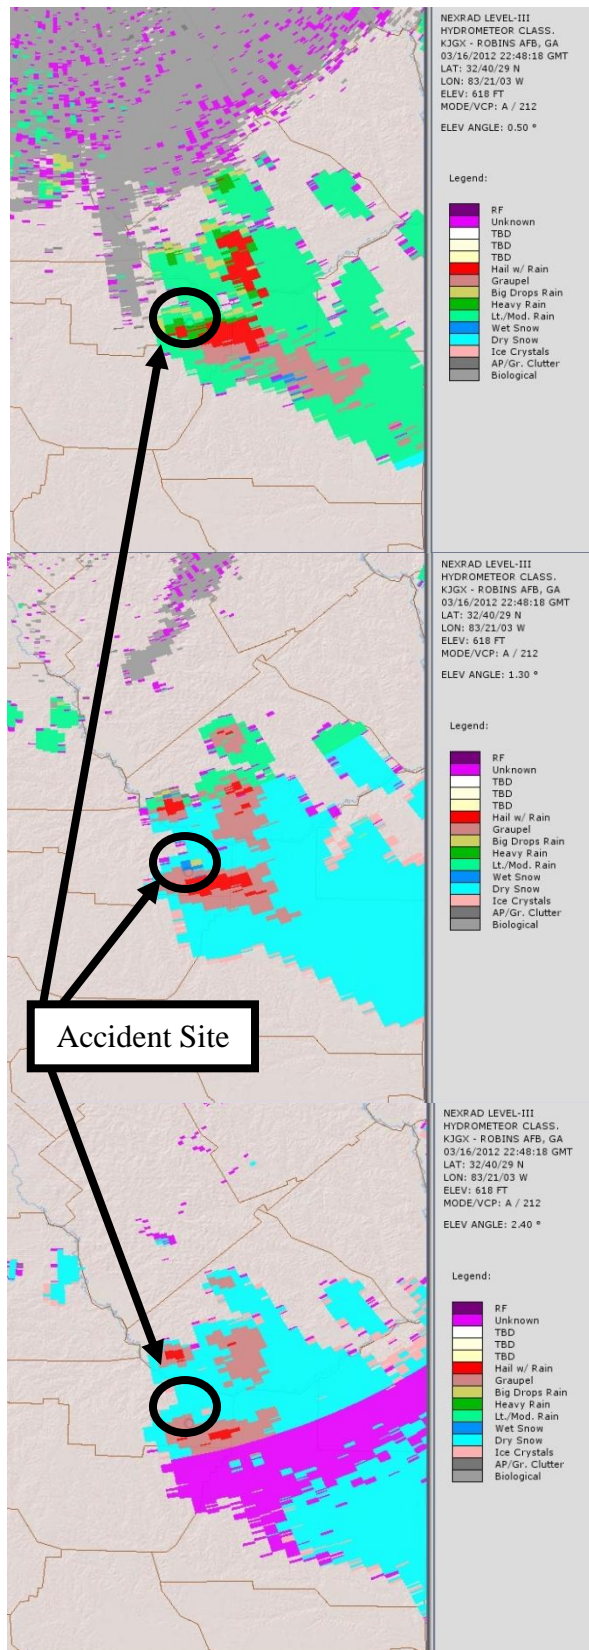 NEXRAD LEVEL-III
HYDROMETEOR CLASS.
KJGX - ROBINS AFB, GA
03/16/2012 22:48:18 GMT
LAT: 32/40/29 N
LON: 83/21/03 W
ELEV: 618 FT
MODE/VCP: A / 212
ELEV ANGLE: 0.50 °
Legend:
RF
Unknown
TBD
TBD
TBD
Hail w/ Rain
Graupel
Big Drops Rain
Heavy Rain
Lt./Mod. Rain
Wet Snow
Dry Snow
Ice Crystals
AP/Gr. Clutter
Biological
NEXRAD LEVEL-III
HYDROMETEOR CLASS.
KJGX - ROBINS AFB, GA
03/16/2012 22:48:18 GMT
LAT: 32/40/29 N
LON: 83/21/03 W
ELEV: 618 FT
MODE/VCP: A / 212
ELEV ANGLE: 1.30 °
Legend:
RF
Unknown
TBD
TBD
TBD
Hail w/ Rain
Graupel
Big Drops Rain
Heavy Rain
Lt./Mod. Rain
Wet Snow
Dry Snow
Ice Crystals
AP/Gr. Clutter
Biological
Accident Site
NEXRAD LEVEL-III
HYDROMETEOR CLASS.
KJGX - ROBINS AFB, GA
03/16/2012 22:48:18 GMT
LAT: 32/40/29 N
LON: 83/21/03 W
ELEV: 618 FT
MODE/VCP: A / 212
ELEV ANGLE: 2.40 °
Legend:
RF
Unknown
TBD
TBD
TBD
Hail w/ Rain
Graupel
Big Drops Rain
Heavy Rain
Lt./Mod. Rain
Wet Snow
Dry Snow
Ice Crystals
AP/Gr. Clutter
Biological